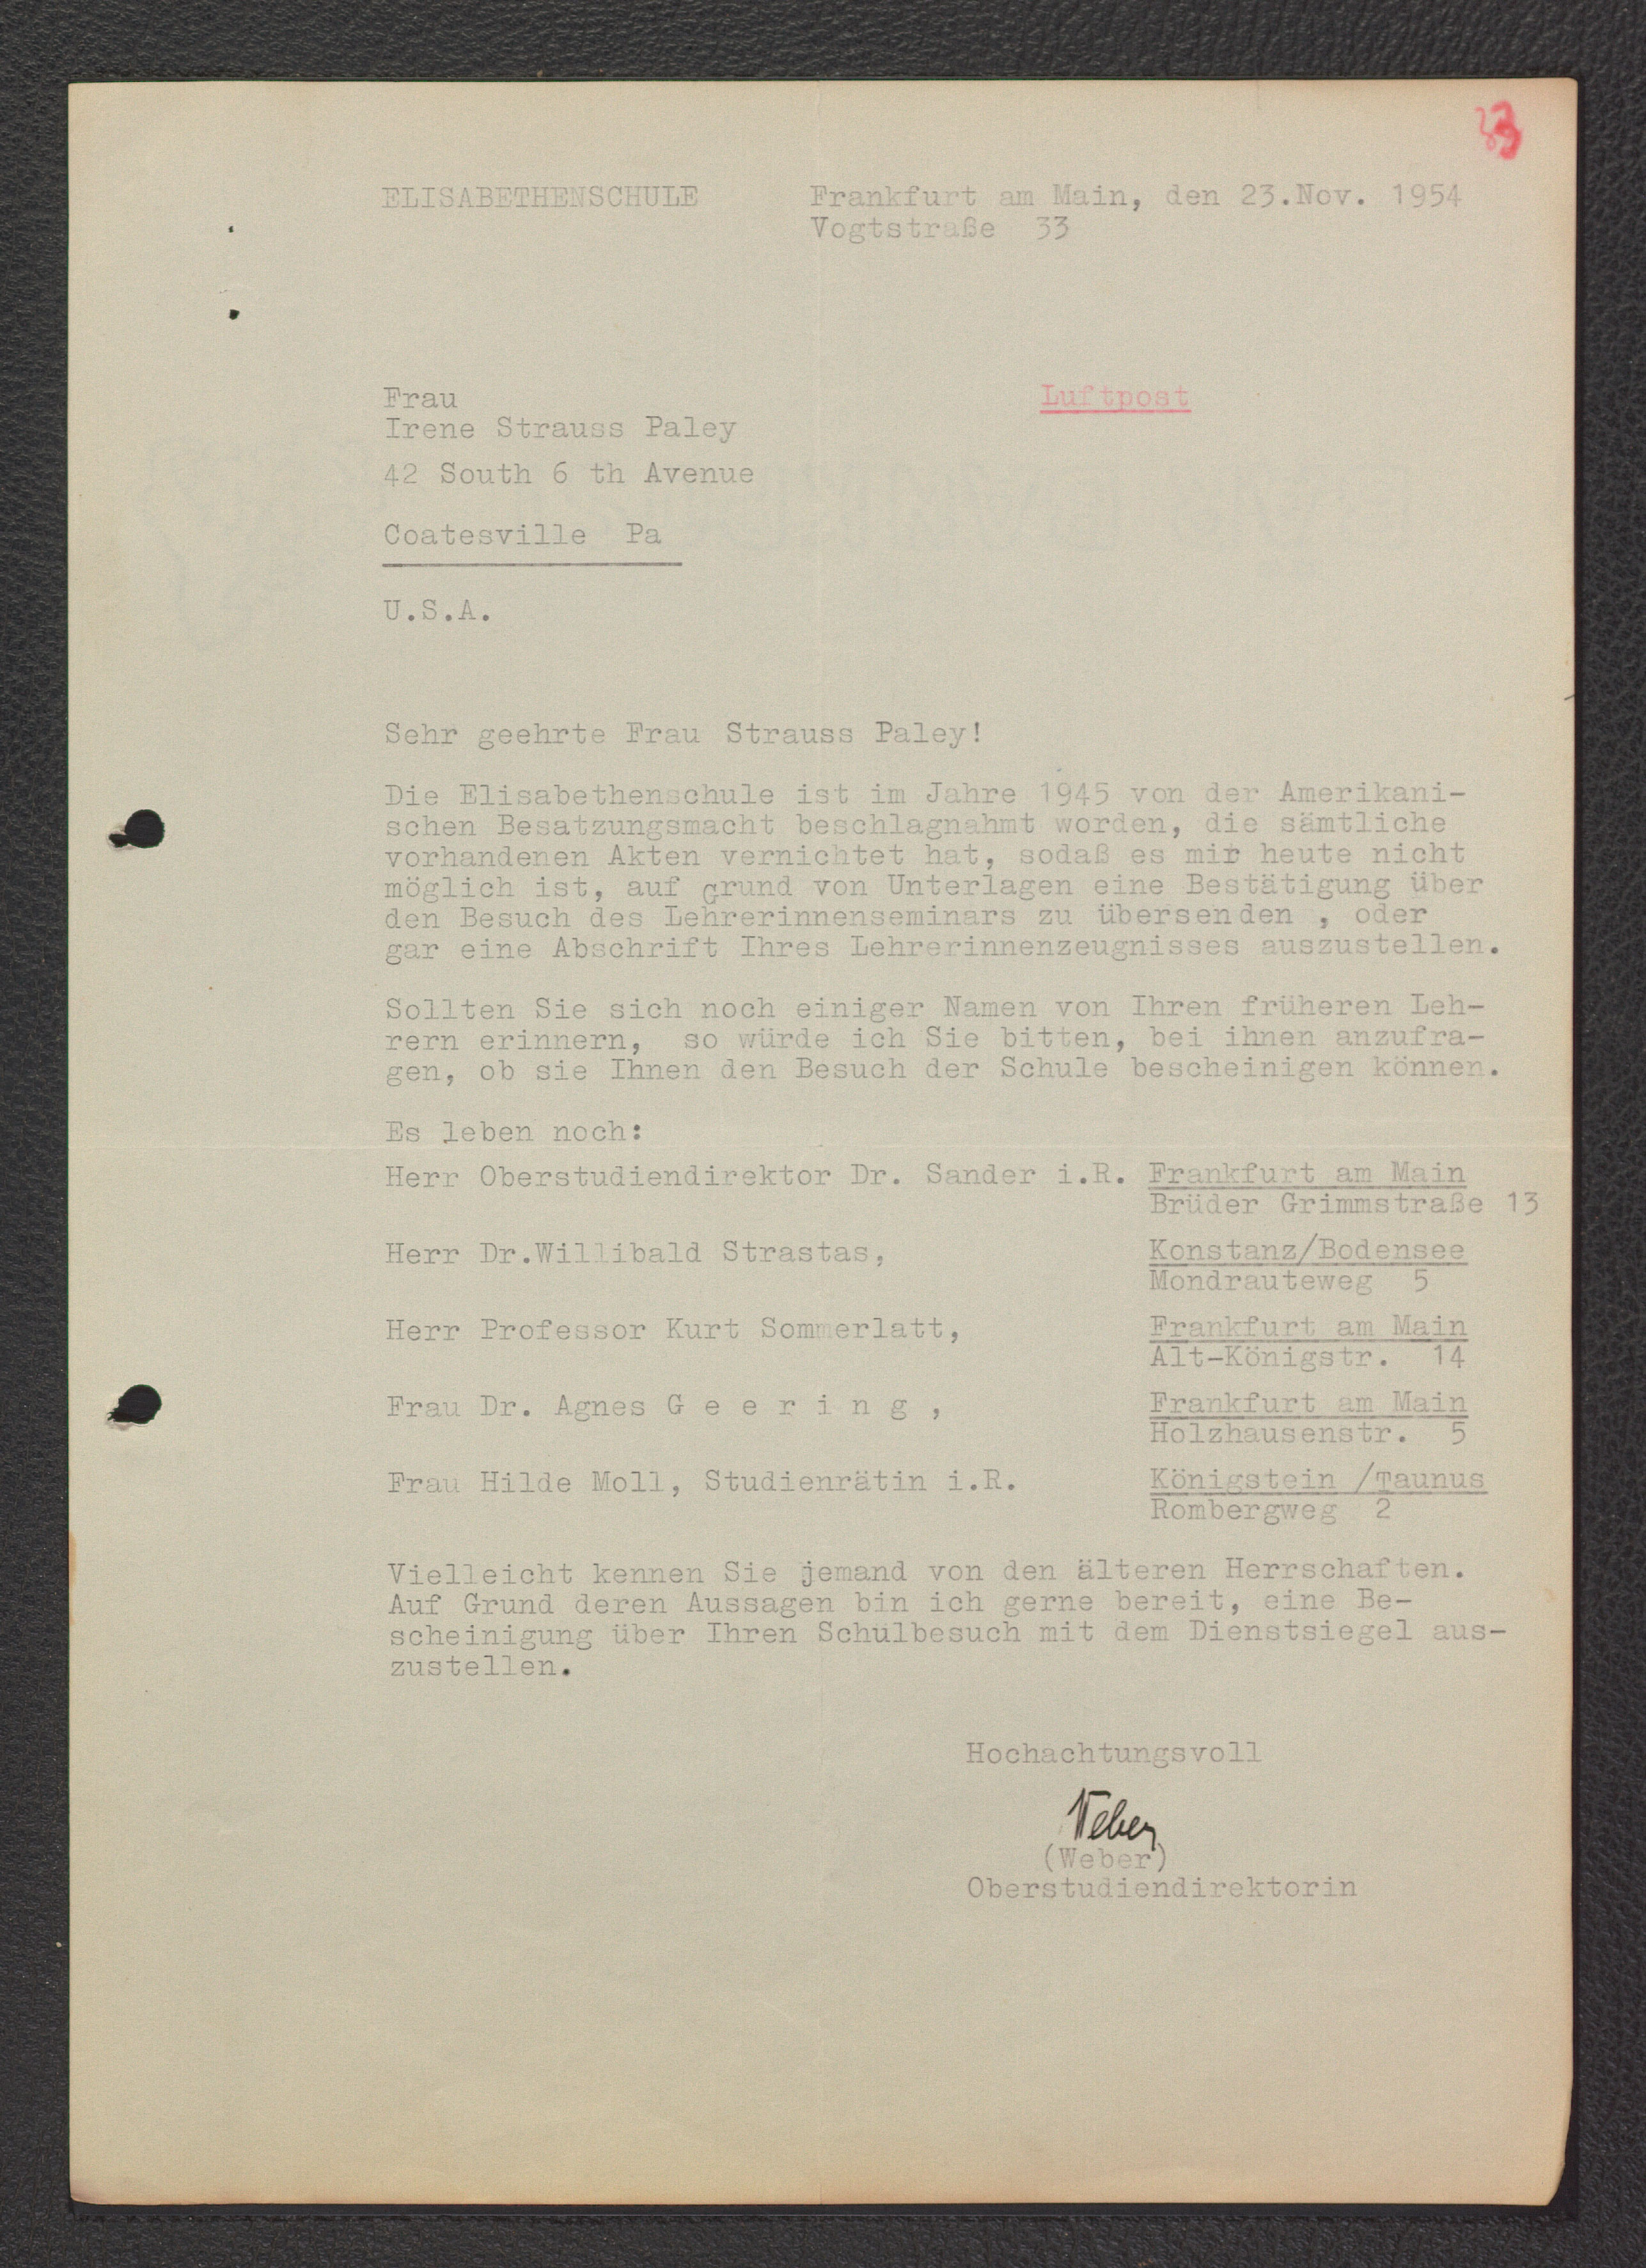 ELISABETHENSCHULE Frankfurt am Main, den 23.Nov. 1954
Vogtstraße 33
Frau
Luftpost
Irene Strauss Paley
42 South 6 th Avenue
Coatesville Pa
U.S.A.
Sehr geehrte Frau Strauss Paley!
Die Elisabethenschule ist im Jahre 1945 von der Amerikani-
schen Besatzungsmacht beschlagnahmt worden, die sämtliche
vorhandenen Akten vernichtet hat, sodaß es mir heute nicht
möglich ist, auf Grund von Unterlagen eine Bestätigung über
den Besuch des Lehrerinnenseminars zu übersenden , oder
gar eine Abschrift Ihres Lehrerinnenzeugnisses auszustellen.
Sollten Sie sich noch einiger Namen von Ihren früheren Leh-
rern erinnern, so würde ich Sie bitten, bei ihnen anzufra-
gen, ob sie Ihnen den Besuch der Schule bescheinigen können.
Es leben noch:
Herr Oberstudiendirektor Dr. Sander i.R. Frankfurt am Main
Brüder Grimmstraße 13
Herr Dr.Willibald Strastas, Konstanz/Bodensee
Mondrauteweg 5
Herr Professor Kurt Sommerlatt, Frankfurt am Main
Alt-Königstr. 14
Frau Dr. Agnes G e e r i n g , Frankfurt am Main
Holzhausenstr. 5
Frau Hilde Moll, Studienrätin i.R. Königstein /Taunus
Rombergweg 2
Vielleicht kennen Sie jemand von den älteren Herrschaften.
Auf Grund deren Aussagen bin ich gerne bereit, eine Be-
scheinigung über Ihren Schulbesuch mit dem Dienstsiegel aus-
zustellen.
Hochachtungsvoll
Weber
(Weber)
Oberstudiendirektorin